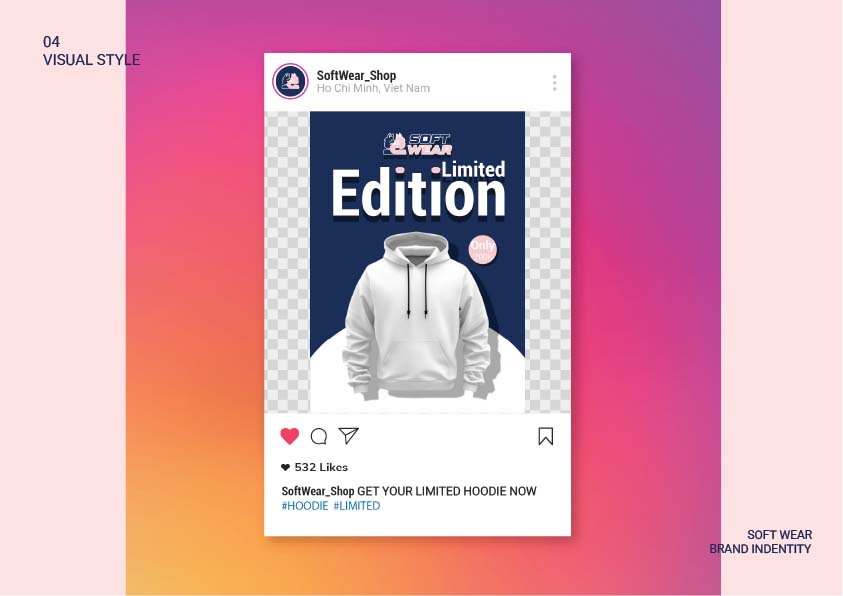 04
VISUAL STYLE
SoftWear_Shop
Ho Chi Minh, Viet Nam
SOFT
WEAR
Limited
Edition
Only
200k
532 Likes
SoftWear_Shop GET YOUR LIMITED HOODIE NOW
#HOODIE #LIMITED
SOFT WEAR
BRAND INDENTITY